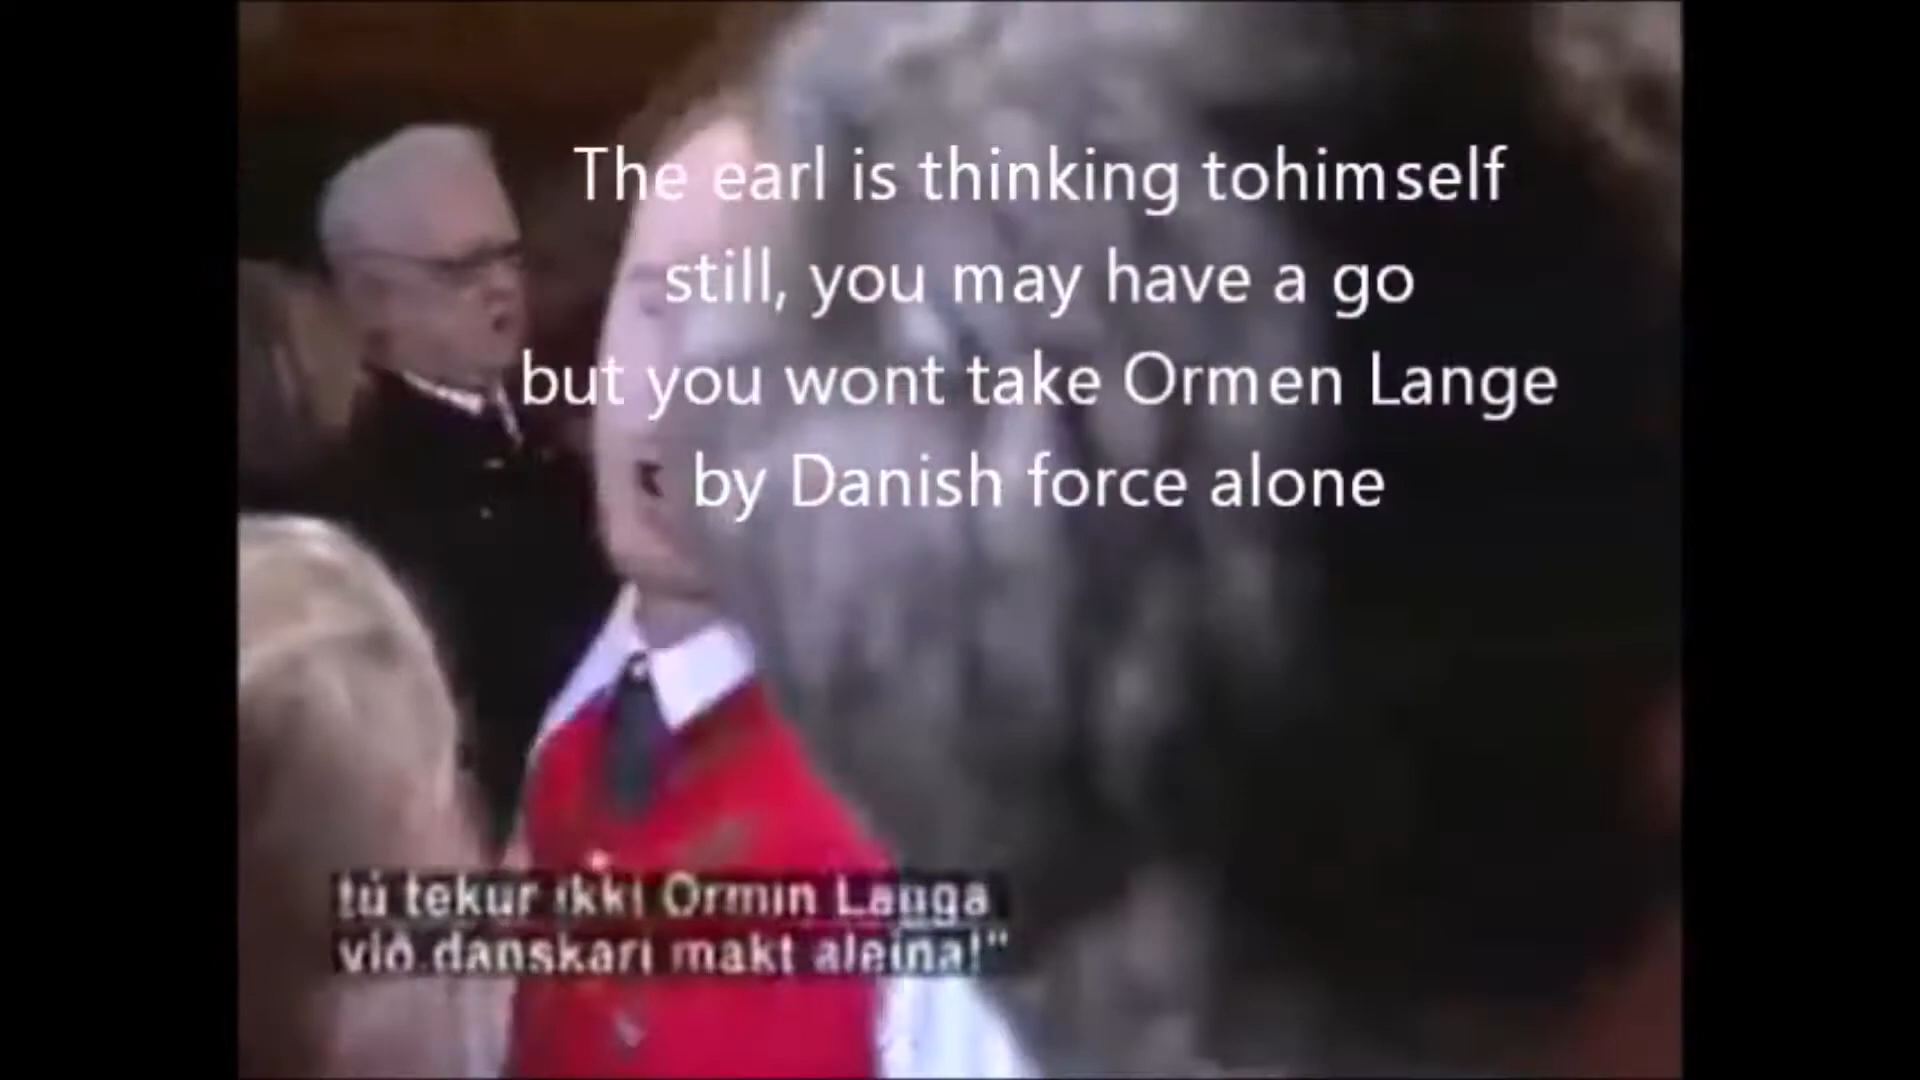 The earl is thinking tohimself
still, you may have a go
but you wont take Ormen Lange
by Danish force alone
tú tekur ikki Ormin Langa
við danskari makt aleina!"